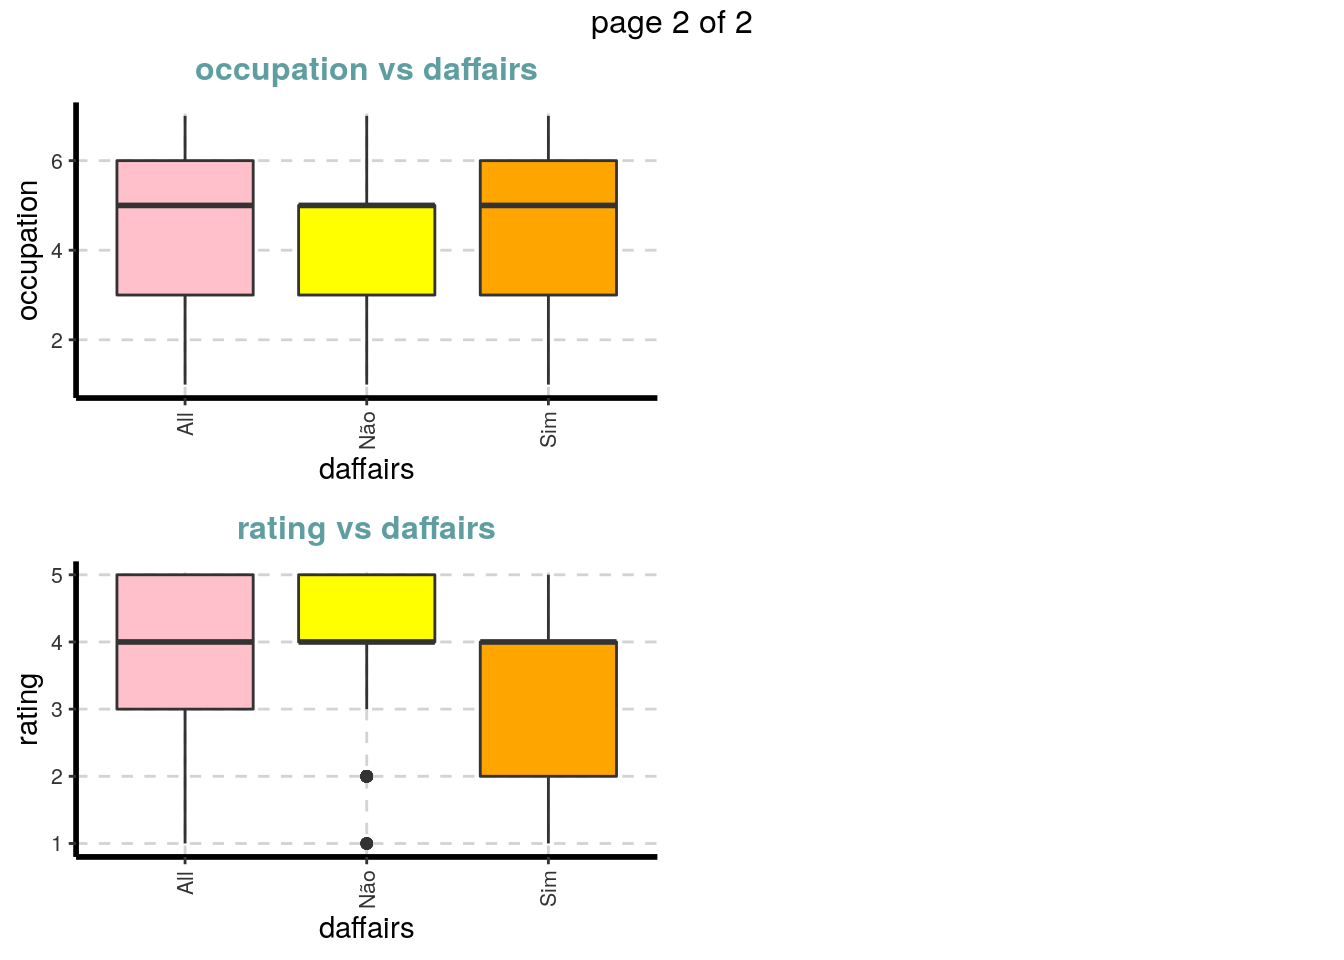 page 2 of 2
occupation vs daffairs
occupation
6
4
2
All
Não
Sim
daffairs
rating vs daffairs
rating
5
4
3
2
1
All
Não
Sim
daffairs